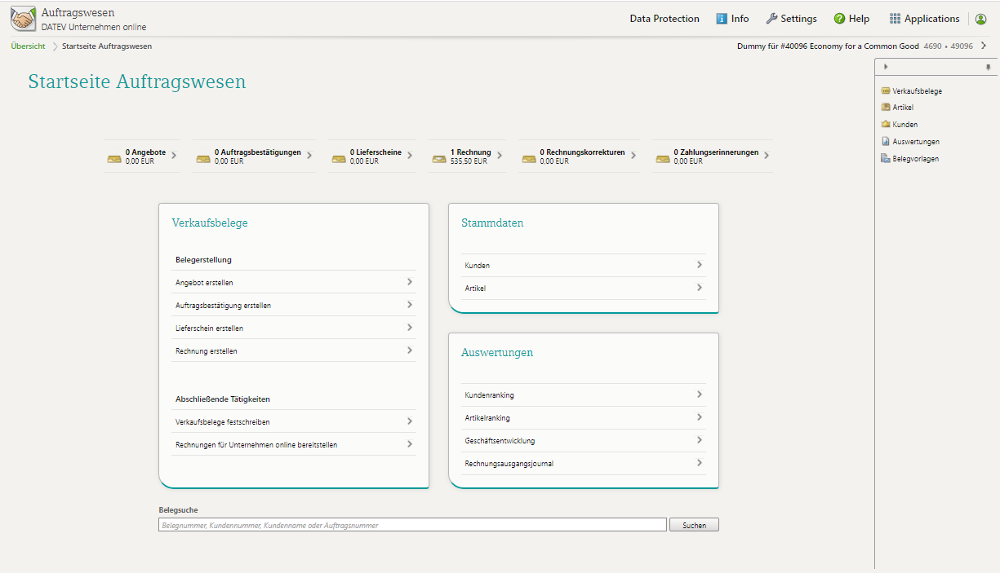 Auftragswesen
DATEV Unternehmen online
Data Protection
Info
Settings
Help
Applications
Übersicht
Startseite Auftragswesen
Dummy für #40096 Economy for a Common Good 4690 • 49096
Startseite Auftragswesen
0 Angebote
0,00 EUR
0 Auftragsbestätigungen
0,00 EUR
0 Lieferscheine
0,00 EUR
1 Rechnung
535,50 EUR
0 Rechnungskorrekturen
0,00 EUR
0 Zahlungserinnerungen
0,00 EUR
Verkaufsbelege
Belegerstellung
Angebot erstellen
Auftragsbestätigung erstellen
Lieferschein erstellen
Rechnung erstellen
Abschließende Tätigkeiten
Verkaufsbelege festschreiben
Rechnungen für Unternehmen online bereitstellen
Stammdaten
Kunden
Artikel
Auswertungen
Kundenranking
Artikelranking
Geschäftsentwicklung
Rechnungsausgangsjournal
Belegsuche
Belegnummer, Kundennummer, Kundenname oder Auftragsnummer
Suchen
Verkaufsbelege
Artikel
Kunden
Auswertungen
Belegvorlagen